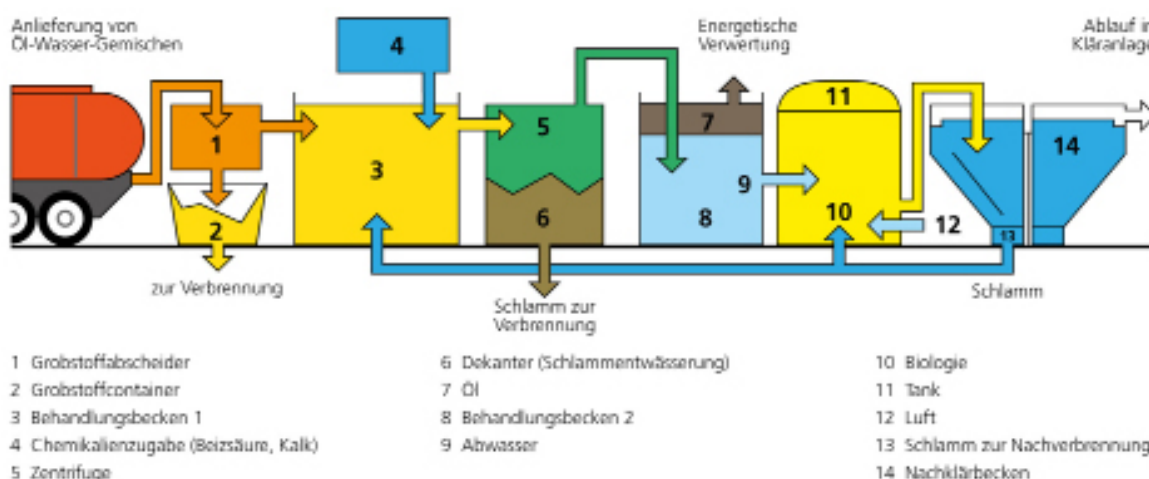 Anlieferung von
Öl-Wasser-Gemischen
Energetische
Verwertung
Ablauf in
Kläranlage
4
11
1
5
7
14
3
9
2
6
8
10
12
13
zur Verbrennung
Schlamm zur
Verbrennung
Schlamm
1 Grobstoffabscheider
2 Grobstoffcontainer
3 Behandlungsbecken 1
4 Chemikalienzugabe (Beizsäure, Kalk)
5 Zentrifuge
6 Dekanter (Schlammentwässerung)
7 Öl
8 Behandlungsbecken 2
9 Abwasser
10 Biologie
11 Tank
12 Luft
13 Schlamm zur Nachverbrennung
14 Nachklärbecken